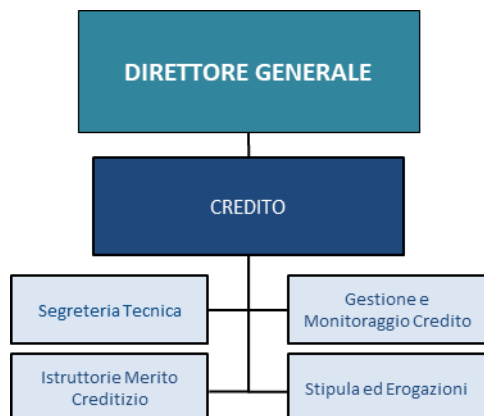 DIRETTORE GENERALE
CREDITO
Segreteria Tecnica
Gestione e
Monitoraggio Credito
Istruttorie Merito
Creditizio
Stipula ed Erogazioni